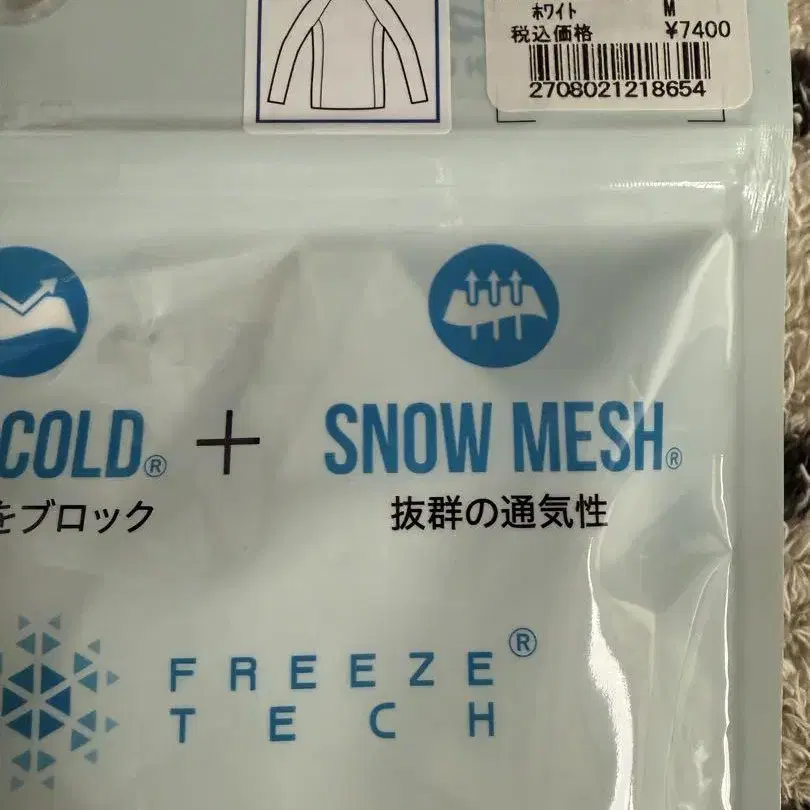 ホワイト M
税込価格 ¥7400
2708021218654
COLD® + SNOW MESH®
をブロック 抜群の通気性
FREEZE®
TECH